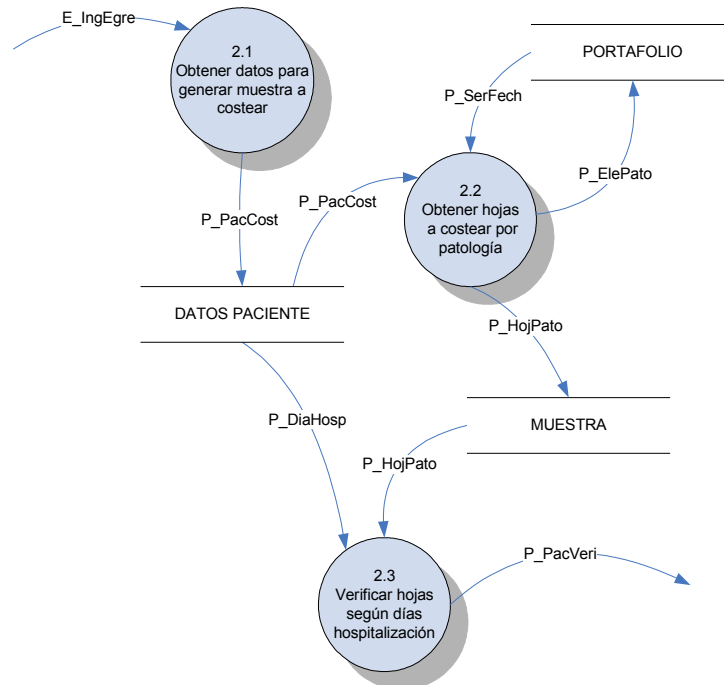 E_IngEgre
2.1
Obtener datos para
generar muestra a
costear
PORTAFOLIO
P_SerFech
P_ElePato
P_PacCost
P_PacCost
2.2
Obtener hojas
a costear por
patología
DATOS PACIENTE
P_HojPato
P_DiaHosp
MUESTRA
P_HojPato
2.3
Verificar hojas
según días
hospitalización
P_PacVeri